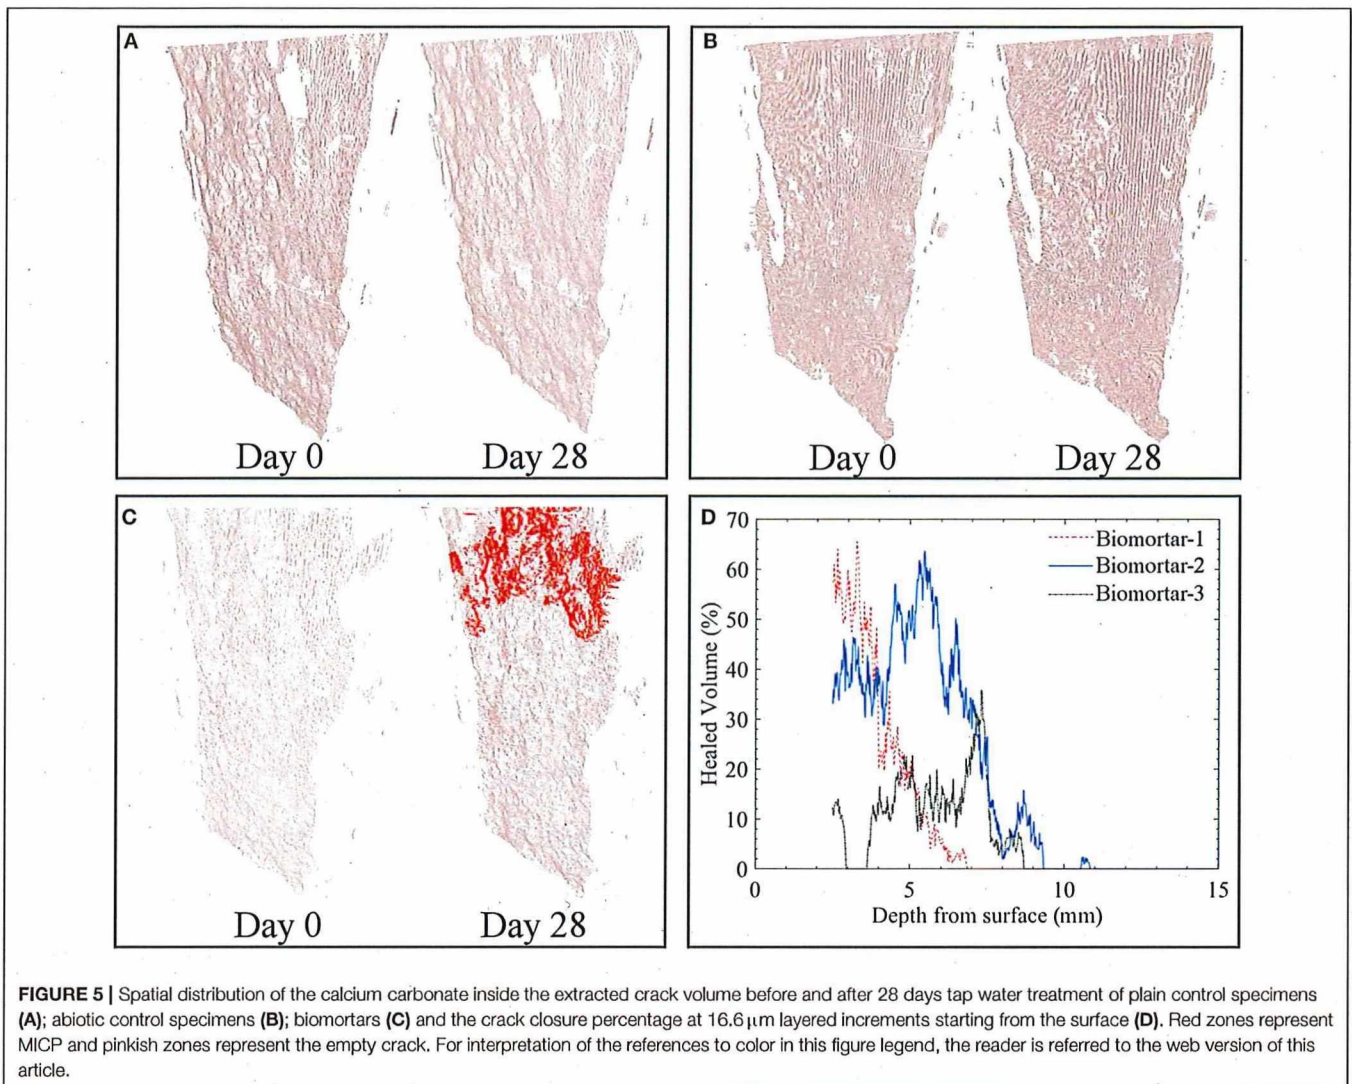 A
Day 0
Day 28
B
Day 0
Day 28
C
Day 0
Day 28
D
70
60
50
40
30
20
10
0
Healed Volume (%)
Biomortar-1
Biomortar-2
Biomortar-3
0
5
10
15
Depth from surface (mm)
FIGURE 5 | Spatial distribution of the calcium carbonate inside the extracted crack volume before and after 28 days tap water treatment of plain control specimens
(A); abiotic control specimens (B); biomortars (C) and the crack closure percentage at 16.6 μm layered increments starting from the surface (D). Red zones represent
MICP and pinkish zones represent the empty crack. For interpretation of the references to color in this figure legend, the reader is referred to the web version of this
article.